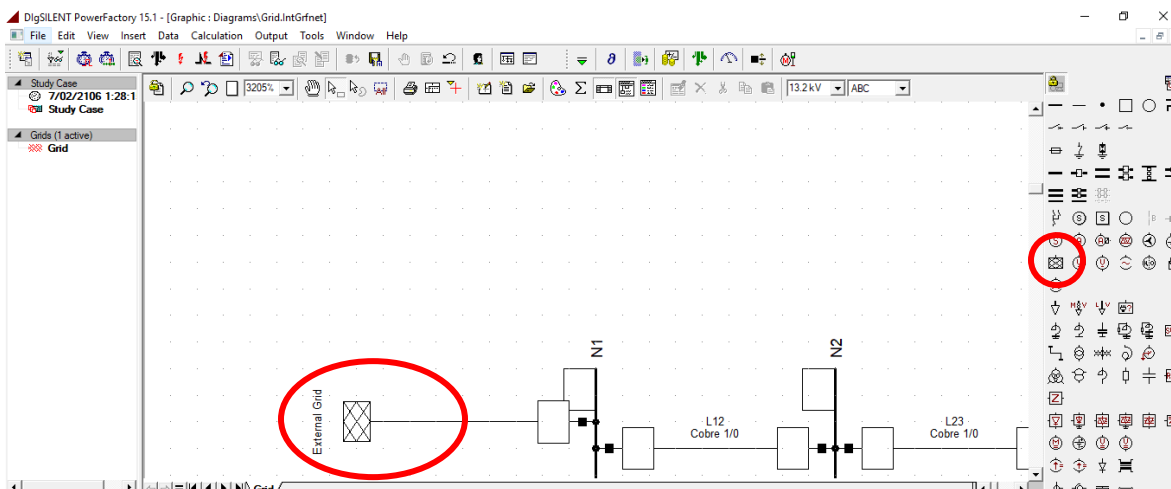 DIgSILENT PowerFactory 15.1 - [Graphic : Diagrams\Grid.IntGrfnet]
File Edit View Insert Data Calculation Output Tools Window Help
Study Case
7/02/2106 1:28:1
Study Case
Grids (1 active)
Grid
3205%
13.2 kV
ABC
N1
N2
External Grid
L12
Cobre 1/0
L23
Cobre 1/0
Grid